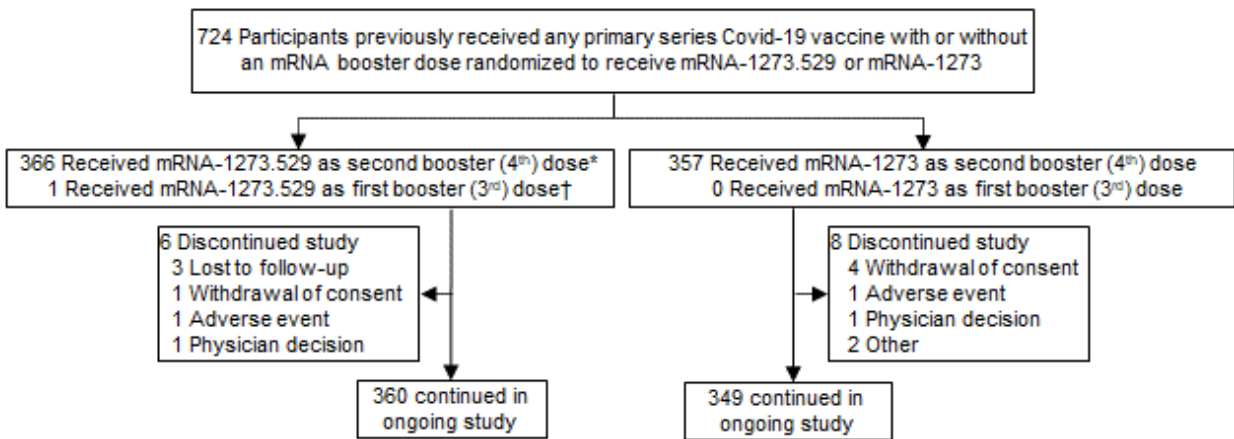 724 Participants previously received any primary series Covid-19 vaccine with or without
an mRNA booster dose randomized to receive mRNA-1273.529 or mRNA-1273
366 Received mRNA-1273.529 as second booster (4th) dose*
1 Received mRNA-1273.529 as first booster (3rd) dose†
357 Received mRNA-1273 as second booster (4th) dose
0 Received mRNA-1273 as first booster (3rd) dose
6 Discontinued study
3 Lost to follow-up
1 Withdrawal of consent
1 Adverse event
1 Physician decision
8 Discontinued study
4 Withdrawal of consent
1 Adverse event
1 Physician decision
2 Other
360 continued in
ongoing study
349 continued in
ongoing study